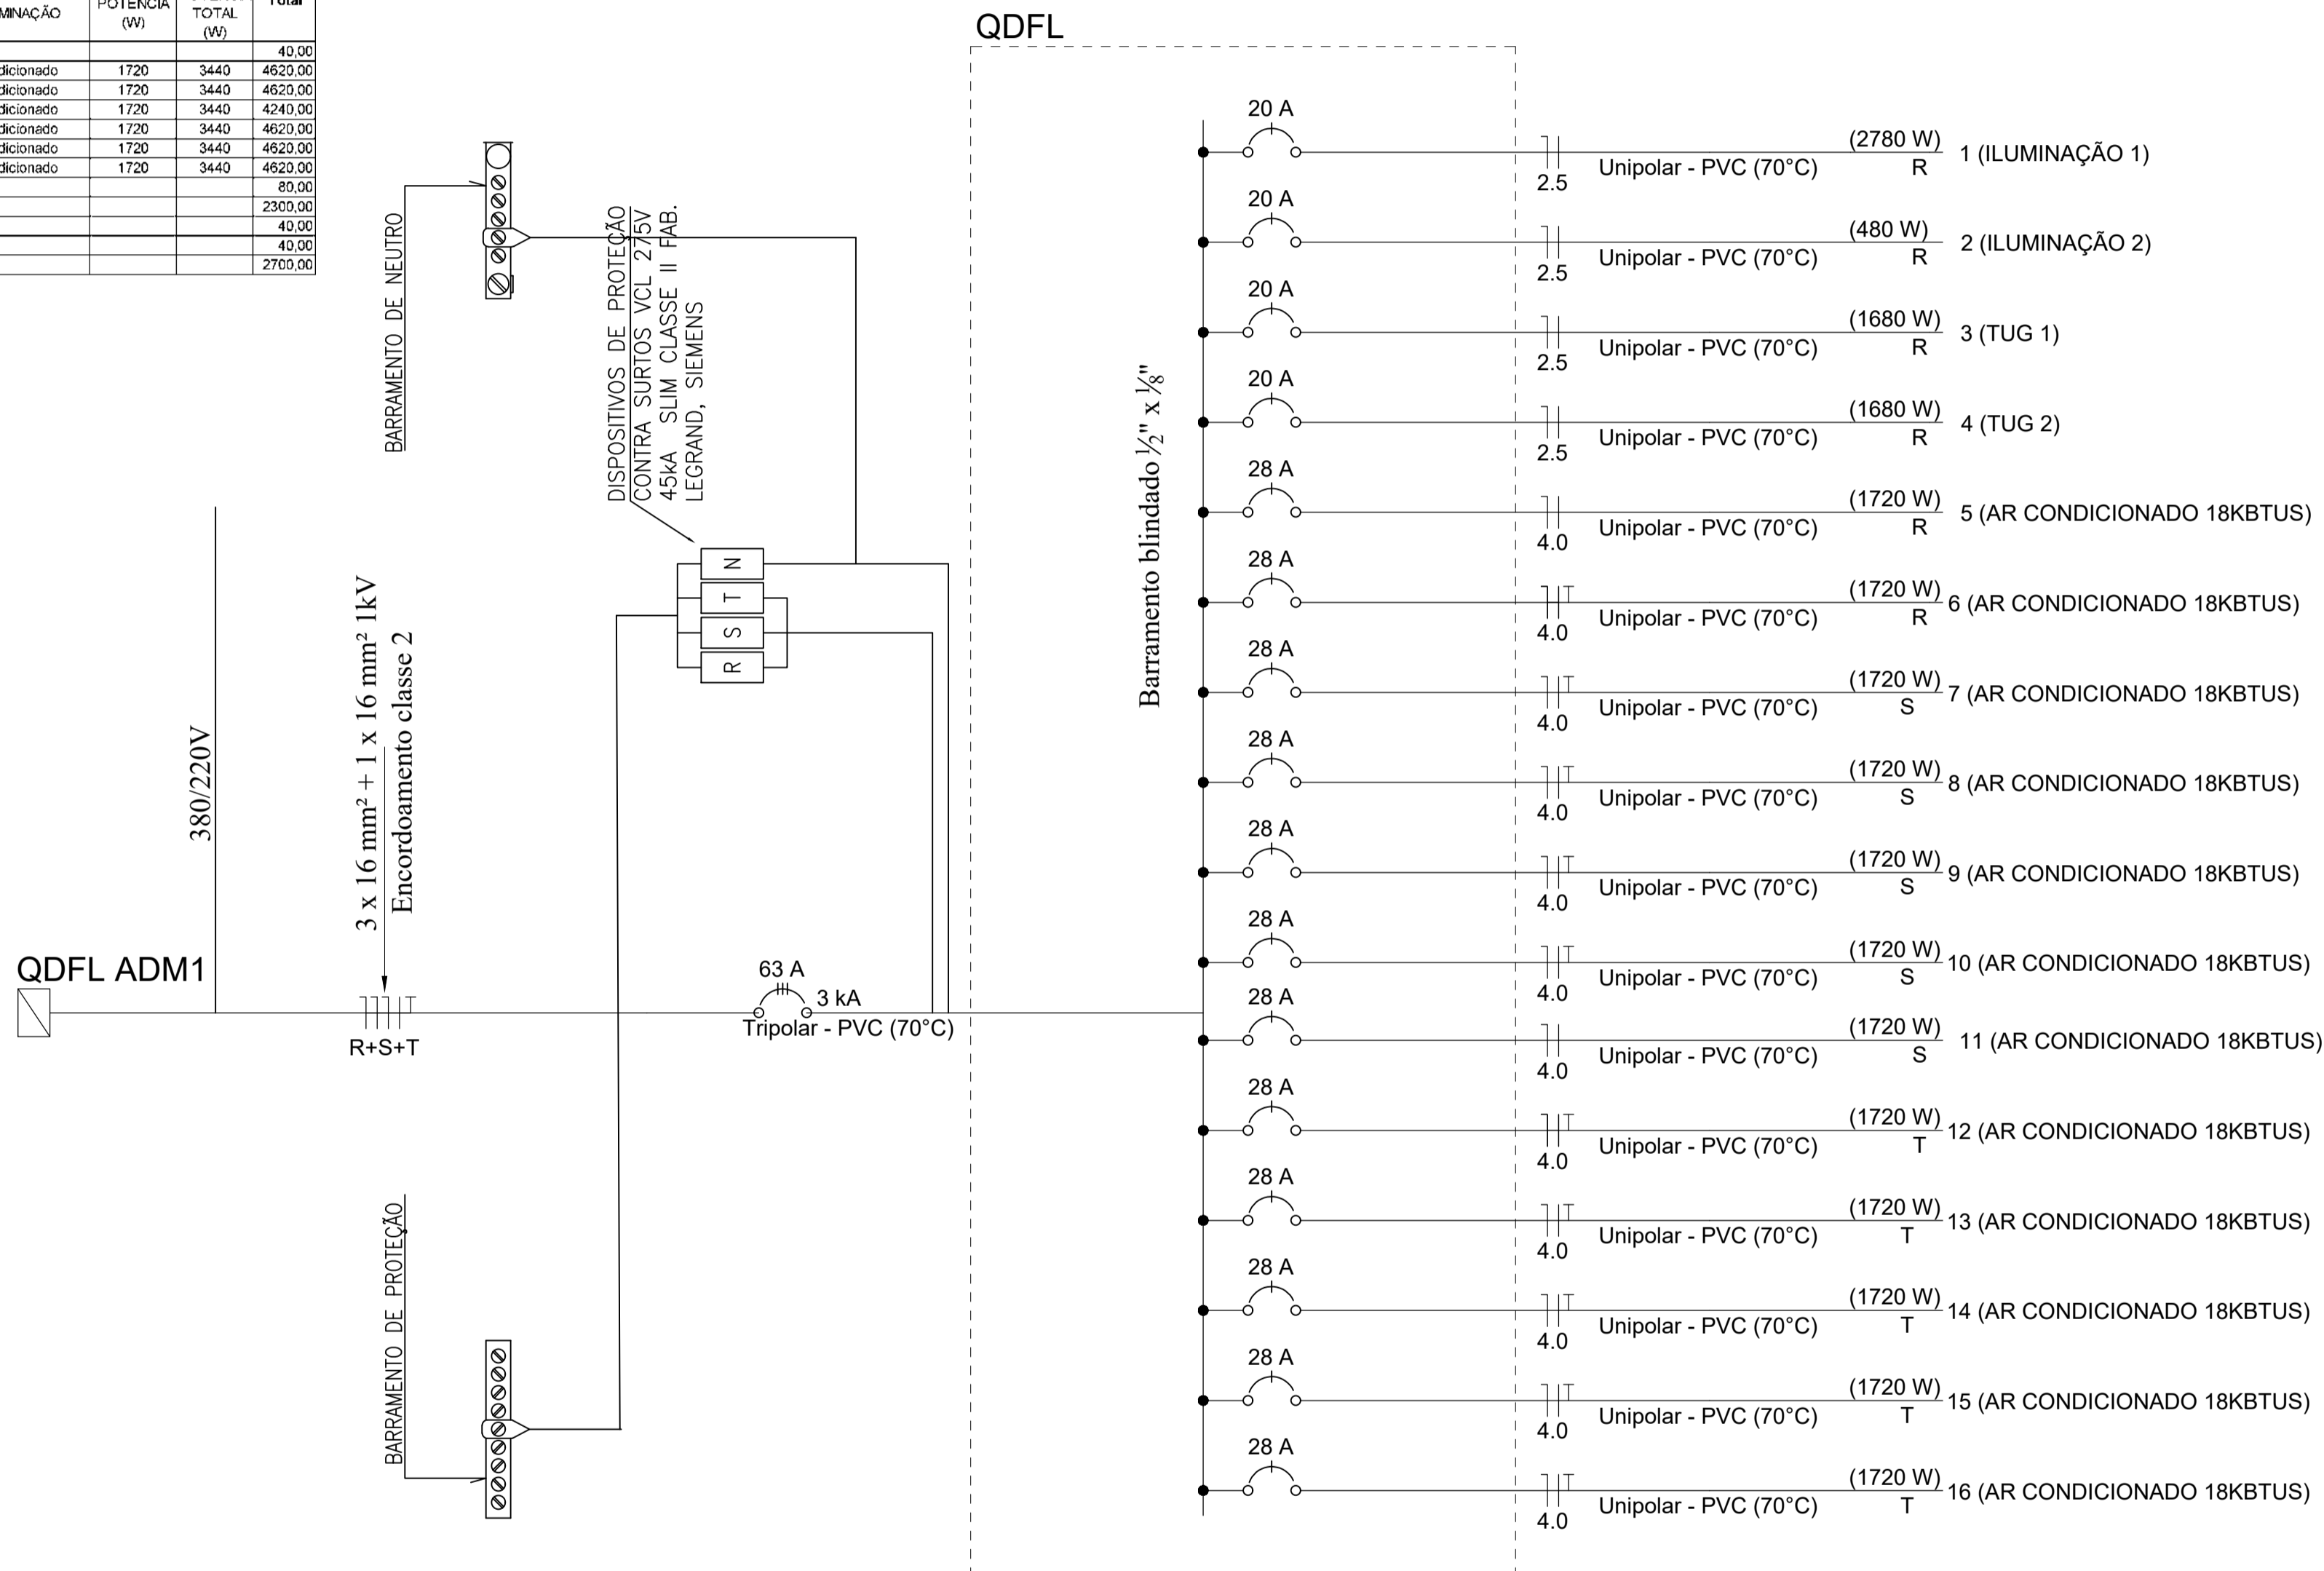 MINAÇÃO POTÊNCIA (W) TOTAL (W) Total
40,00
dicionado 1720 3440 4620,00
dicionado 1720 3440 4620,00
dicionado 1720 3440 4240,00
dicionado 1720 3440 4620,00
dicionado 1720 3440 4620,00
dicionado 1720 3440 4620,00
80,00
2300,00
40,00
40,00
2700,00
BARRAMENTO DE NEUTRO
DISPOSITIVOS DE PROTEÇÃO
CONTRA SURTOS VCL 275V
45kA SLIM CLASSE II FAB.
LEGRAND, SIEMENS
N
T
S
R
380/220V
3 x 16 mm² + 1 x 16 mm² 1kV
Encordoamento classe 2
QDFL ADM1
R+S+T
63 A
3 kA
Tripolar - PVC (70°C)
BARRAMENTO DE PROTEÇÃO
QDFL
Barramento blindado ½" x ⅛"
20 A
2.5 Unipolar - PVC (70°C) (2780 W) R 1 (ILUMINAÇÃO 1)
20 A
2.5 Unipolar - PVC (70°C) (480 W) R 2 (ILUMINAÇÃO 2)
20 A
2.5 Unipolar - PVC (70°C) (1680 W) R 3 (TUG 1)
20 A
2.5 Unipolar - PVC (70°C) (1680 W) R 4 (TUG 2)
28 A
4.0 Unipolar - PVC (70°C) (1720 W) R 5 (AR CONDICIONADO 18KBTUS)
28 A
4.0 Unipolar - PVC (70°C) (1720 W) R 6 (AR CONDICIONADO 18KBTUS)
28 A
4.0 Unipolar - PVC (70°C) (1720 W) S 7 (AR CONDICIONADO 18KBTUS)
28 A
4.0 Unipolar - PVC (70°C) (1720 W) S 8 (AR CONDICIONADO 18KBTUS)
28 A
4.0 Unipolar - PVC (70°C) (1720 W) S 9 (AR CONDICIONADO 18KBTUS)
28 A
4.0 Unipolar - PVC (70°C) (1720 W) S 10 (AR CONDICIONADO 18KBTUS)
28 A
4.0 Unipolar - PVC (70°C) (1720 W) S 11 (AR CONDICIONADO 18KBTUS)
28 A
4.0 Unipolar - PVC (70°C) (1720 W) T 12 (AR CONDICIONADO 18KBTUS)
28 A
4.0 Unipolar - PVC (70°C) (1720 W) T 13 (AR CONDICIONADO 18KBTUS)
28 A
4.0 Unipolar - PVC (70°C) (1720 W) T 14 (AR CONDICIONADO 18KBTUS)
28 A
4.0 Unipolar - PVC (70°C) (1720 W) T 15 (AR CONDICIONADO 18KBTUS)
28 A
4.0 Unipolar - PVC (70°C) (1720 W) T 16 (AR CONDICIONADO 18KBTUS)